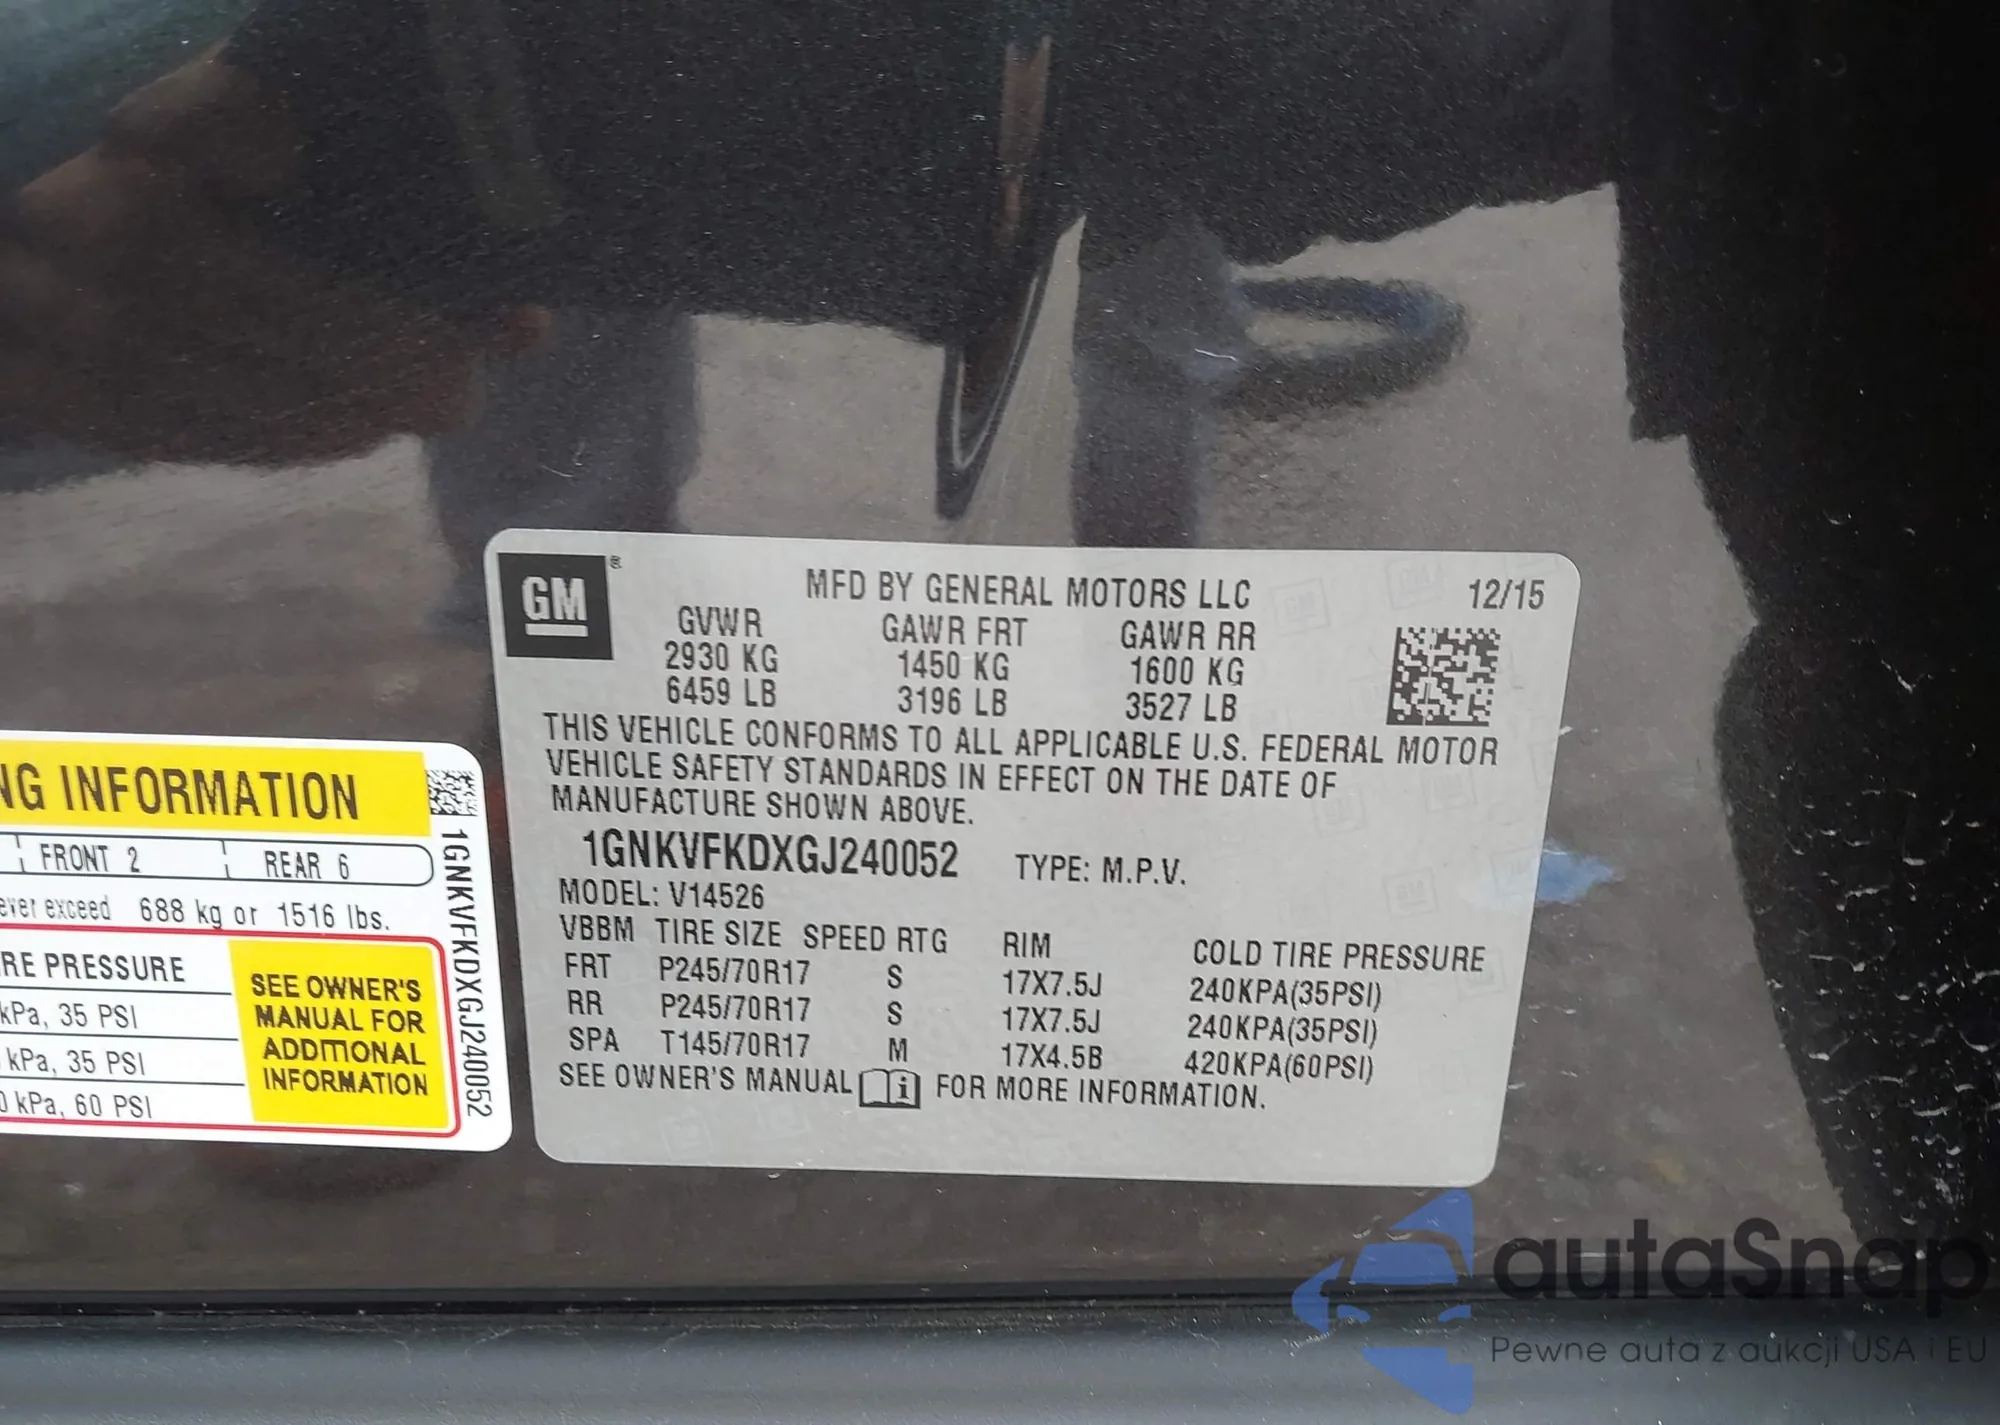 GM ®
MFD BY GENERAL MOTORS LLC 12/15
GVWR GAWR FRT GAWR RR
2930 KG 1450 KG 1600 KG
6459 LB 3196 LB 3527 LB
THIS VEHICLE CONFORMS TO ALL APPLICABLE U.S. FEDERAL MOTOR
VEHICLE SAFETY STANDARDS IN EFFECT ON THE DATE OF
MANUFACTURE SHOWN ABOVE.
1GNKVFKDXGJ240052 TYPE: M.P.V.
MODEL: V14526
VBBM TIRE SIZE SPEED RTG RIM COLD TIRE PRESSURE
FRT P245/70R17 S 17X7.5J 240KPA(35PSI)
RR P245/70R17 S 17X7.5J 240KPA(35PSI)
SPA T145/70R17 M 17X4.5B 420KPA(60PSI)
SEE OWNER'S MANUAL i FOR MORE INFORMATION.
NG INFORMATION
FRONT 2 REAR 6
ever exceed 688 kg or 1516 lbs.
RE PRESSURE
kPa, 35 PSI
kPa, 35 PSI
0 kPa, 60 PSI
SEE OWNER'S
MANUAL FOR
ADDITIONAL
INFORMATION
1GNKVFKDXGJ240052
autaSnap
Pewne auta z aukcji USA i EU